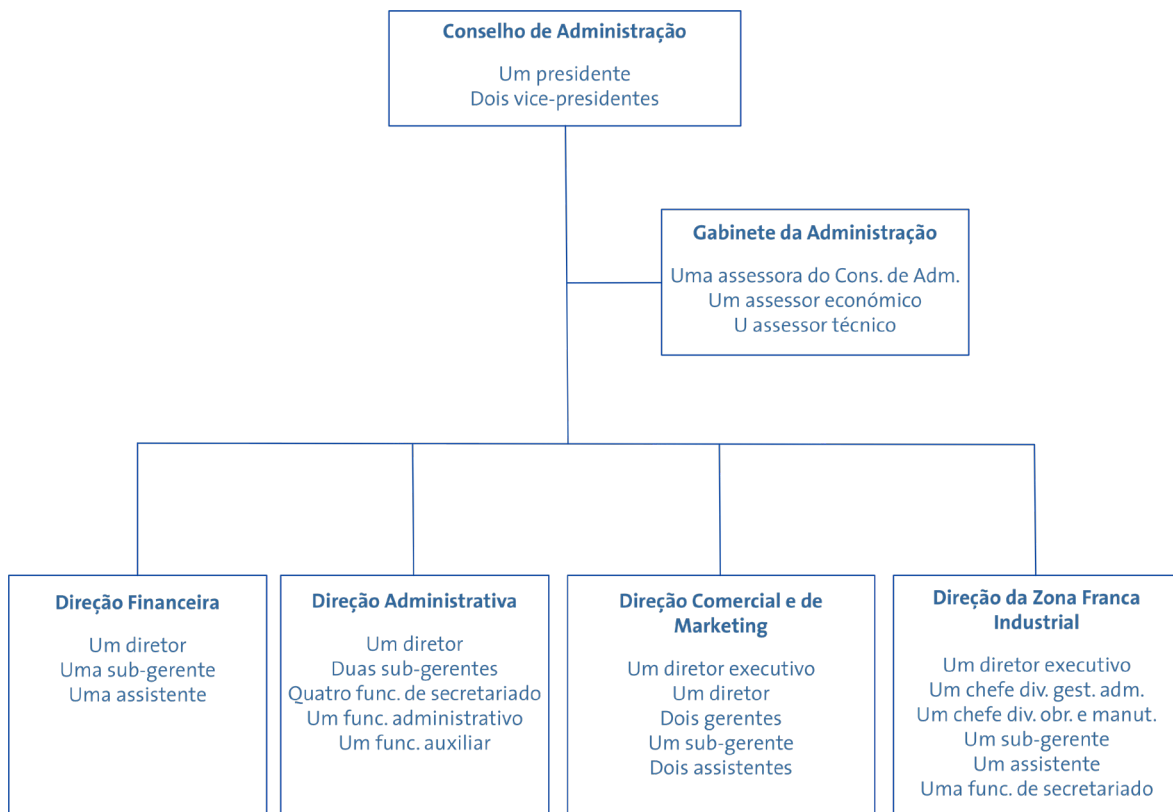 Conselho de Administração
Um presidente
Dois vice-presidentes
Gabinete da Administração
Uma assessora do Cons. de Adm.
Um assessor económico
U assessor técnico
Direção Financeira
Um diretor
Uma sub-gerente
Uma assistente
Direção Administrativa
Um diretor
Duas sub-gerentes
Quatro func. de secretariado
Um func. administrativo
Um func. auxiliar
Direção Comercial e de
Marketing
Um diretor executivo
Um diretor
Dois gerentes
Um sub-gerente
Dois assistentes
Direção da Zona Franca
Industrial
Um diretor executivo
Um chefe div. gest. adm.
Um chefe div. obr. e manut.
Um sub-gerente
Um assistente
Uma func. de secretariado